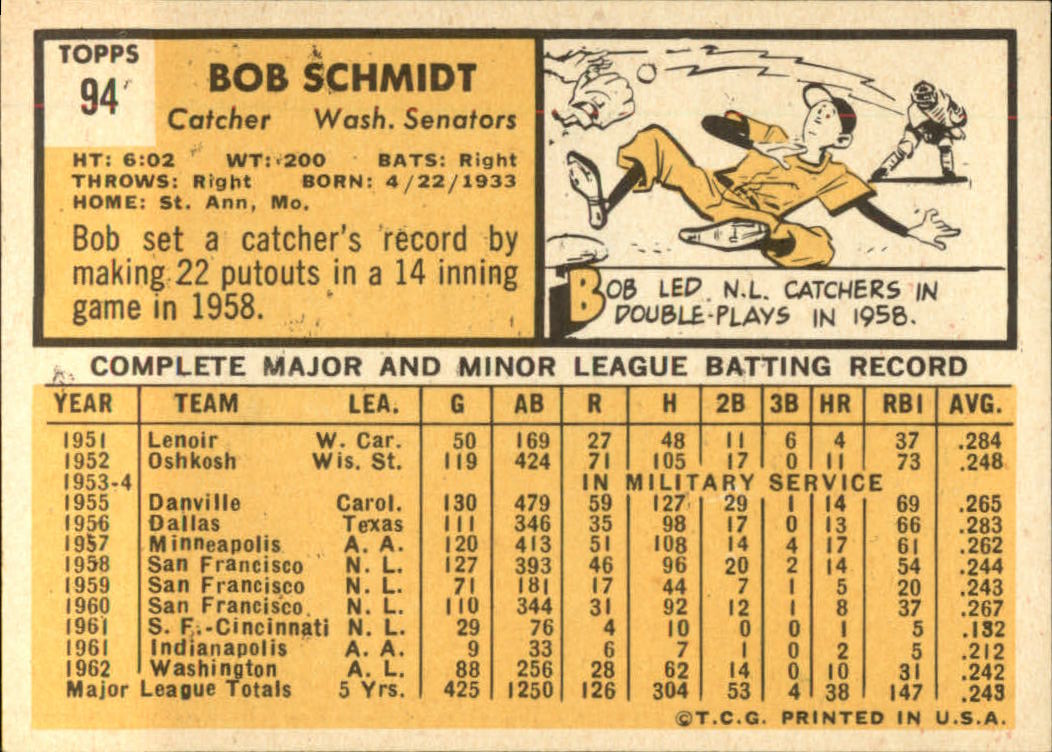 TOPPS
94
BOB SCHMIDT
Catcher Wash. Senators
HT: 6:02 WT: 200 BATS: Right
THROWS: Right BORN: 4/22/1933
HOME: St. Ann, Mo.
Bob set a catcher's record by
making 22 putouts in a 14 inning
game in 1958.
BOB LED N.L. CATCHERS IN
DOUBLE-PLAYS IN 1958.
COMPLETE MAJOR AND MINOR LEAGUE BATTING RECORD
YEAR TEAM LEA. G AB R H 2B 3B HR RBI AVG.
1951 Lenoir W. Car. 50 169 27 48 11 6 4 37 .284
1952 Oshkosh Wis. St. 119 424 71 105 17 0 11 73 .248
1953-4 IN MILITARY SERVICE
1955 Danville Carol. 130 479 59 127 29 1 14 69 .265
1956 Dallas Texas 111 346 35 98 17 0 13 66 .283
1957 Minneapolis A. A. 120 413 51 108 14 4 17 61 .262
1958 San Francisco N. L. 127 393 46 96 20 2 14 54 .244
1959 San Francisco N. L. 71 181 17 44 7 1 5 20 .243
1960 San Francisco N. L. 110 344 31 92 12 1 8 37 .267
1961 S. F.-Cincinnati N. L. 29 76 4 10 0 0 1 5 .132
1961 Indianapolis A. A. 9 33 6 7 1 0 2 5 .212
1962 Washington A. L. 88 256 28 62 14 0 10 31 .242
Major League Totals 5 Yrs. 425 1250 126 304 53 4 38 147 .243
©T.C.G. PRINTED IN U.S.A.